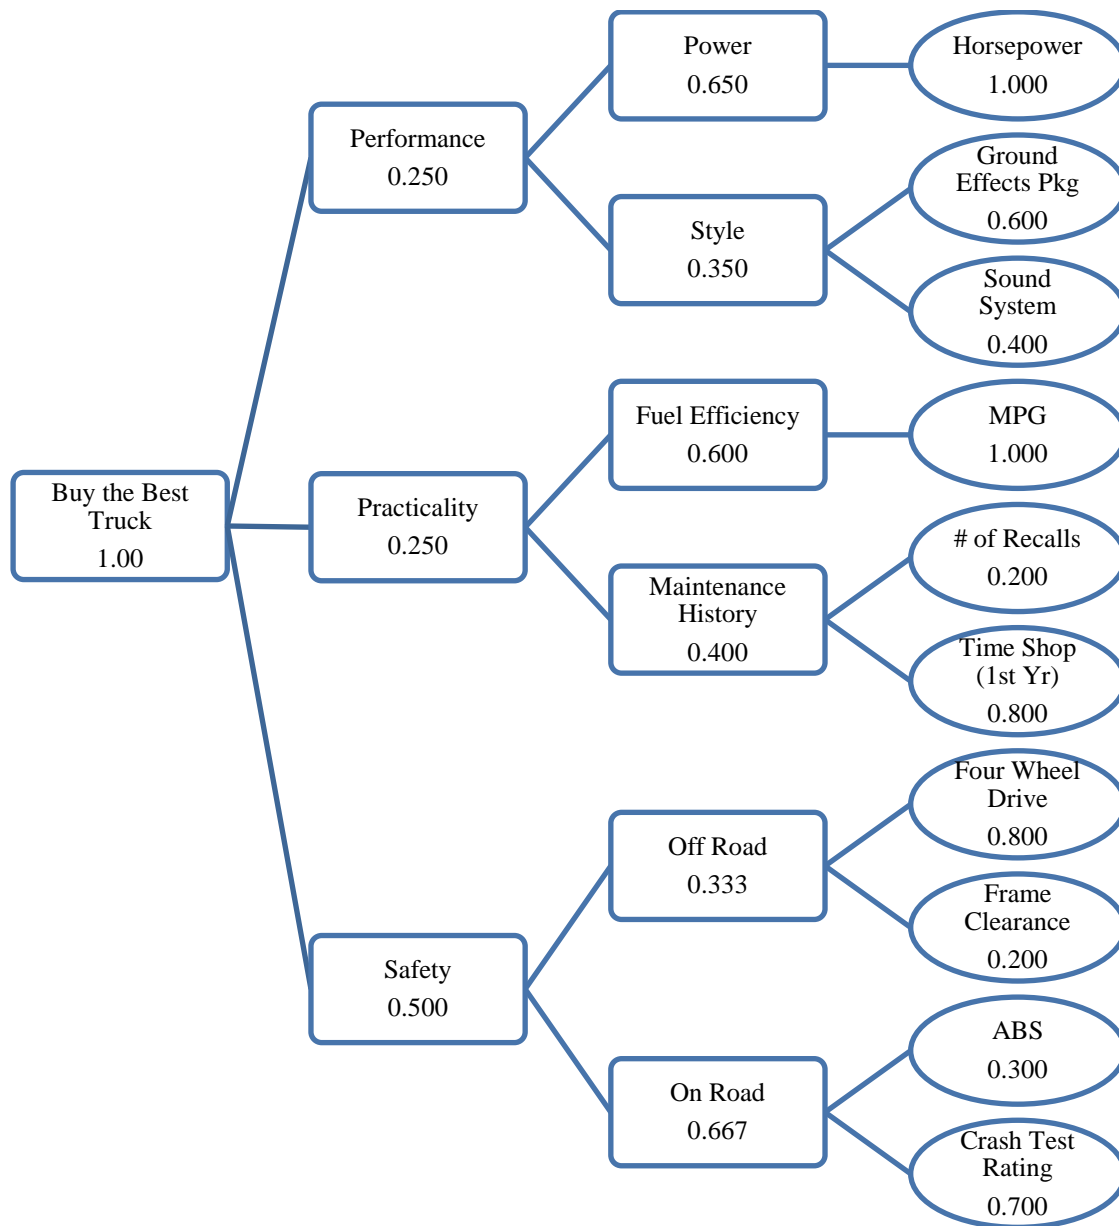 Buy the Best
Truck
1.00
Performance
0.250
Power
0.650
Horsepower
1.000
Style
0.350
Ground
Effects Pkg
0.600
Sound
System
0.400
Practicality
0.250
Fuel Efficiency
0.600
MPG
1.000
Maintenance
History
0.400
# of Recalls
0.200
Time Shop
(1st Yr)
0.800
Safety
0.500
Off Road
0.333
Four Wheel
Drive
0.800
Frame
Clearance
0.200
On Road
0.667
ABS
0.300
Crash Test
Rating
0.700